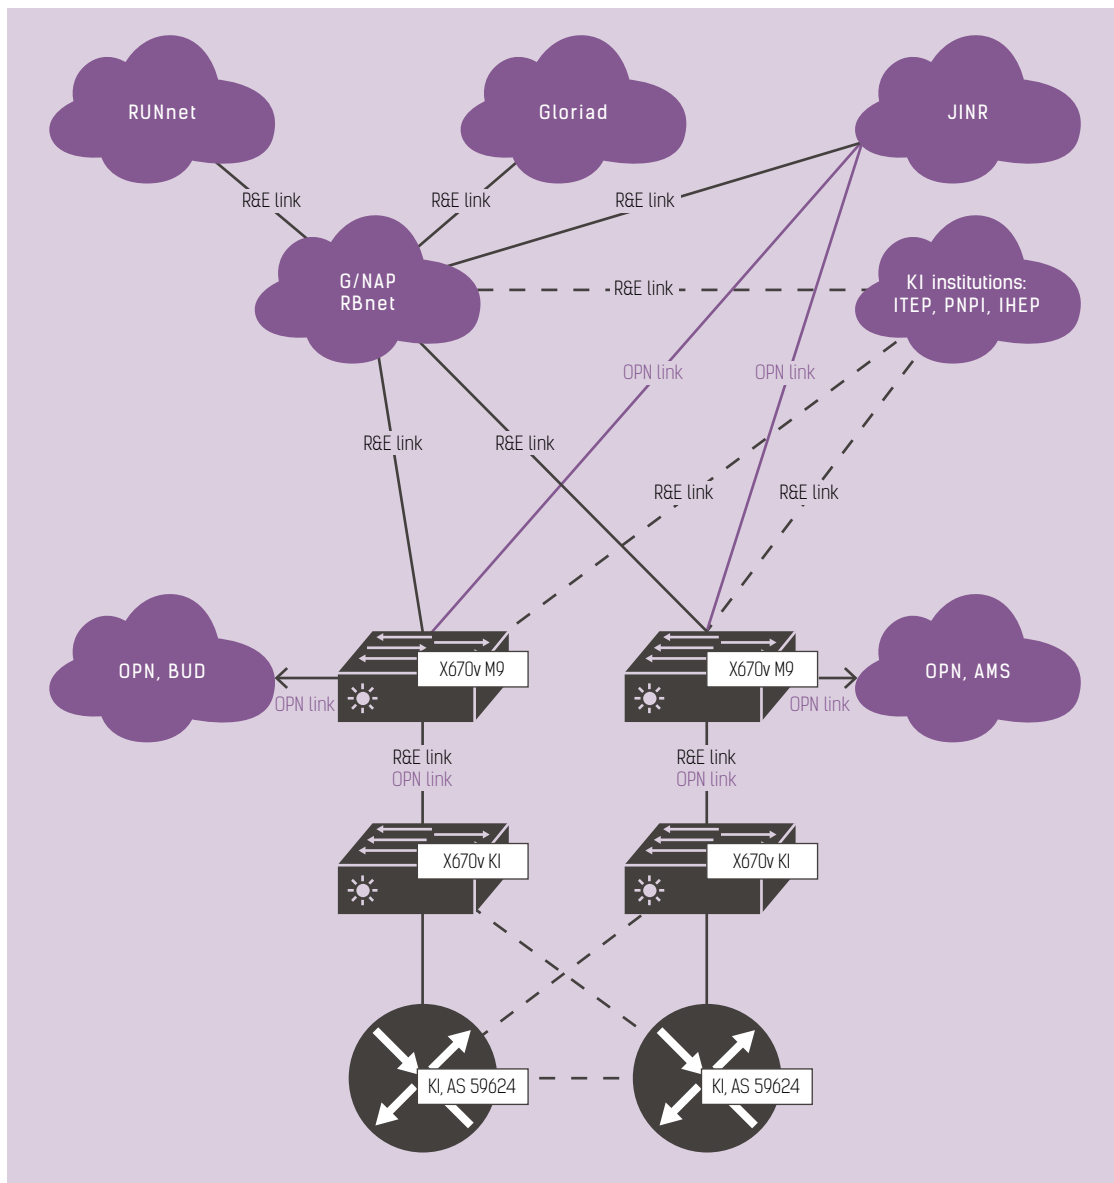 RUNnet
Gloriad
JINR
R&E link
R&E link
R&E link
G/NAP
RBnet
R&E link
KI institutions:
ITEP, PNPI, IHEP
OPN link
OPN link
R&E link
R&E link
R&E link
R&E link
OPN, BUD
OPN link
X670v M9
X670v M9
OPN link
OPN, AMS
R&E link
OPN link
R&E link
OPN link
X670v KI
X670v KI
KI, AS 59624
KI, AS 59624